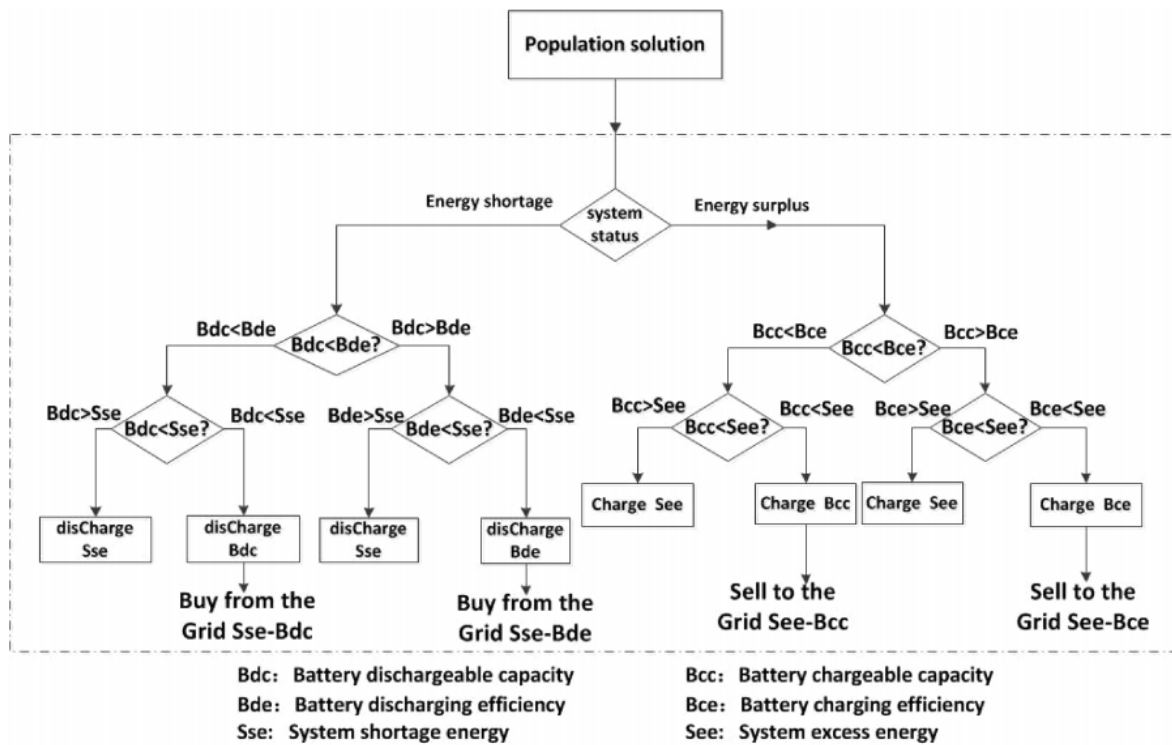 Population solution
Energy shortage
system
status
Energy surplus
Bdc<Bde
Bdc<Bde?
Bdc>Bde
Bcc<Bce
Bcc<Bce?
Bcc>Bce
Bdc>Sse
Bdc<Sse?
Bdc<Sse
Bde>Sse
Bde<Sse?
Bde<Sse
Bcc>See
Bcc<See?
Bcc<See
Bce>See
Bce<See?
Bce<See
disCharge
Sse
disCharge
Bdc
disCharge
Sse
disCharge
Bde
Charge See
Charge Bcc
Charge See
Charge Bce
Buy from the
Grid Sse-Bdc
Buy from the
Grid Sse-Bde
Sell to the
Grid See-Bcc
Sell to the
Grid See-Bce
Bdc: Battery dischargeable capacity
Bde: Battery discharging efficiency
Sse: System shortage energy
Bcc: Battery chargeable capacity
Bce: Battery charging efficiency
See: System excess energy